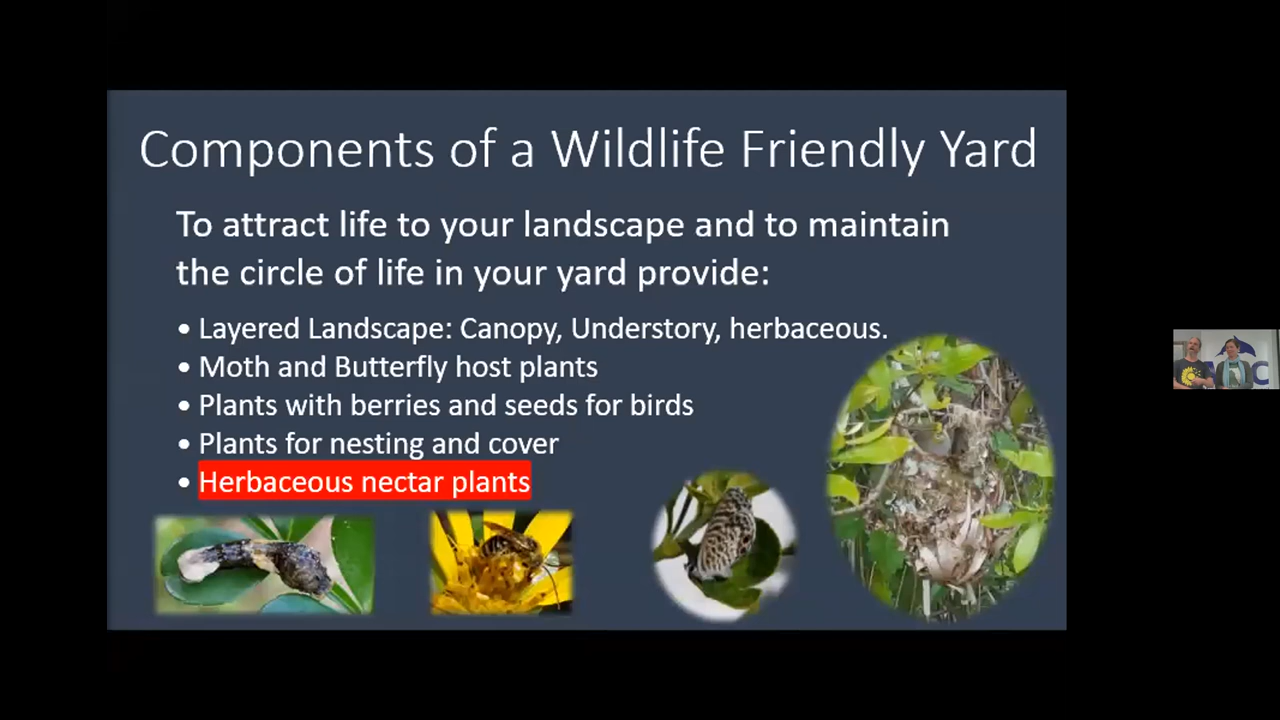 Components of a Wildlife Friendly Yard
To attract life to your landscape and to maintain
the circle of life in your yard provide:
• Layered Landscape: Canopy, Understory, herbaceous.
• Moth and Butterfly host plants
• Plants with berries and seeds for birds
• Plants for nesting and cover
• Herbaceous nectar plants